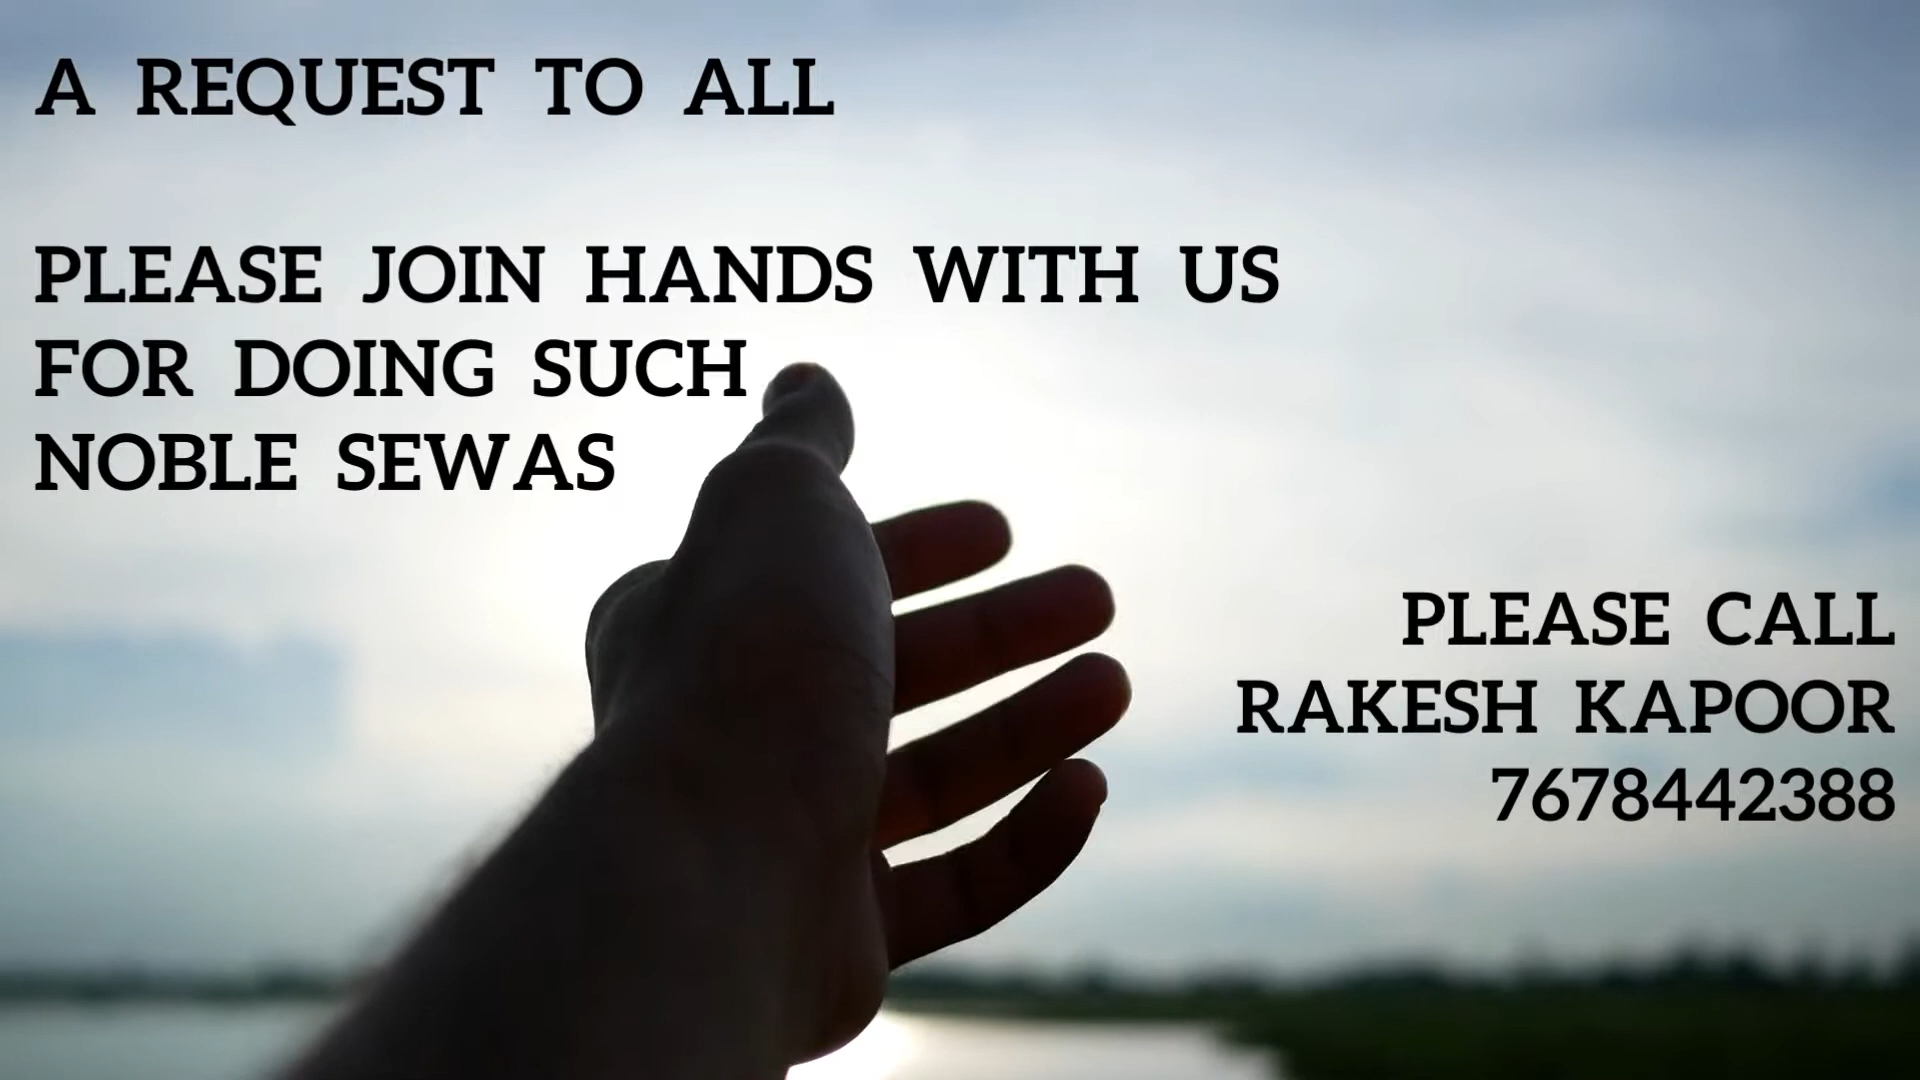 A REQUEST TO ALL
PLEASE JOIN HANDS WITH US
FOR DOING SUCH
NOBLE SEWAS
PLEASE CALL
RAKESH KAPOOR
7678442388